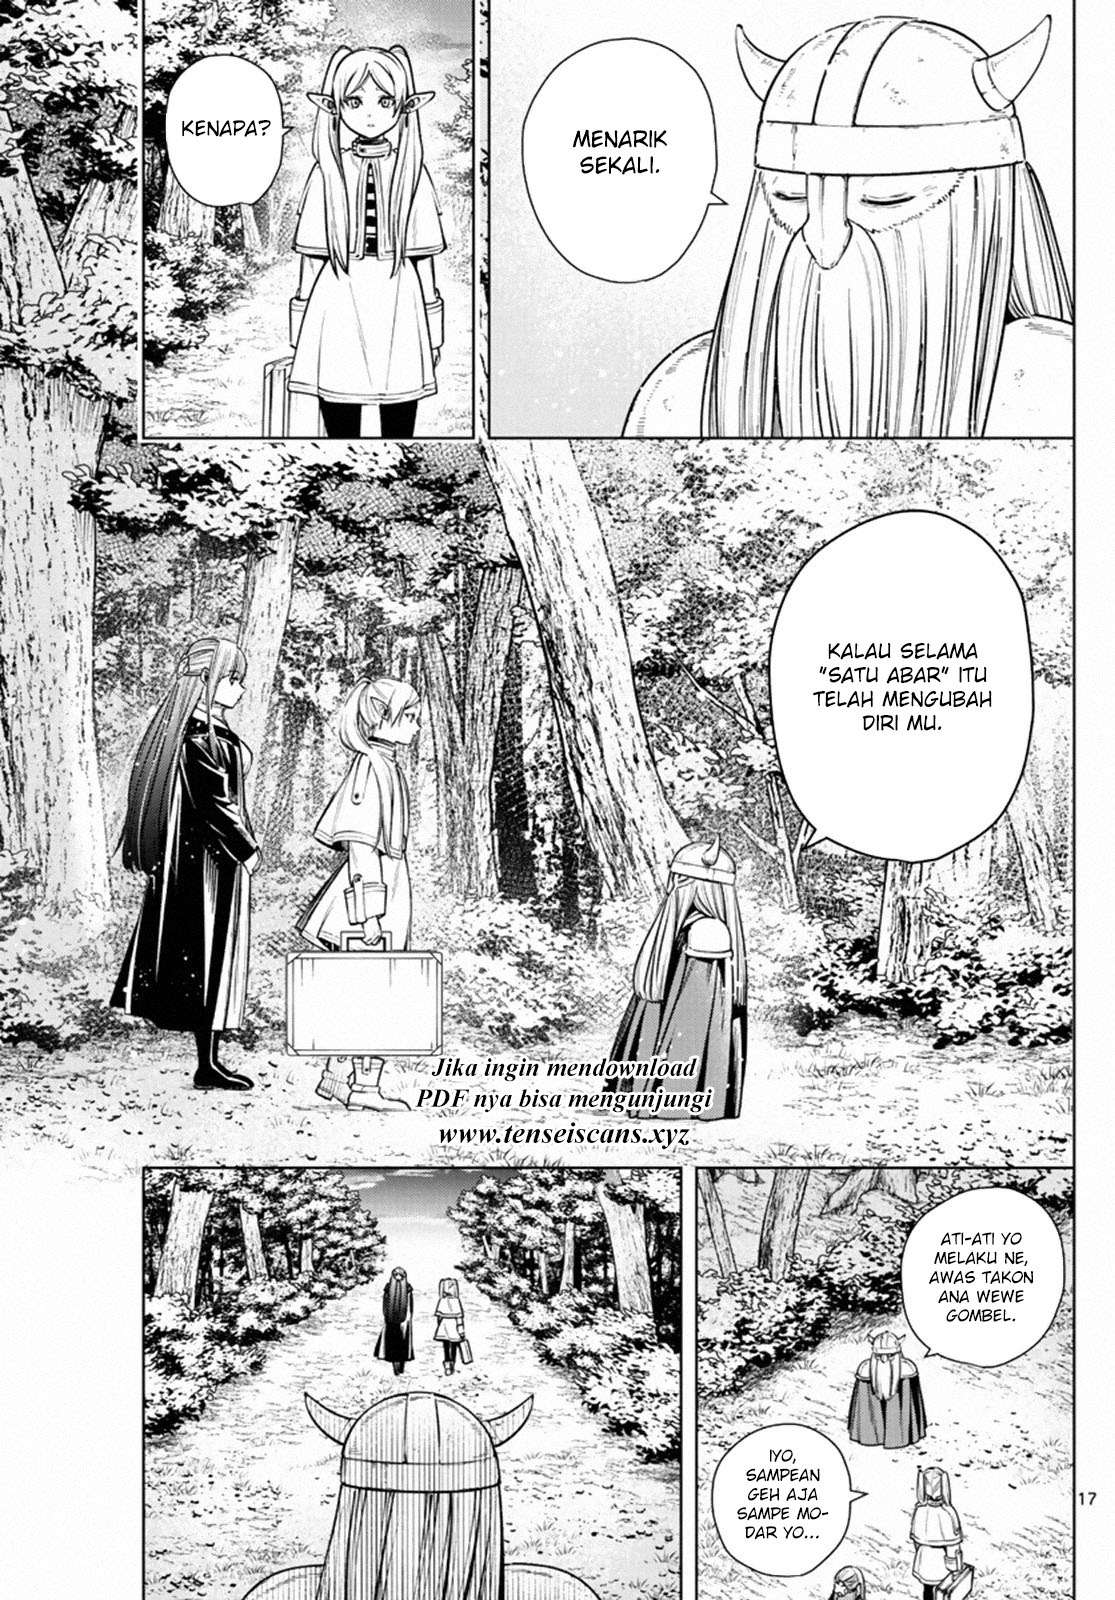 MENARIK
SEKALI.
KENAPA?
KALAU SELAMA
"SATU ABAR" ITU
TELAH MENGUBAH
DIRI MU.
Jika ingin mendownload
PDF nya bisa mengunjungi
www.tenseiscans.xyz
ATI-ATI YO
MELAKU NE,
AWAS TAKON
ANA WEWE
GOMBEL.
IYO,
SAMPEAN
GEH AJA
SAMPE MO-
DAR YO...
17